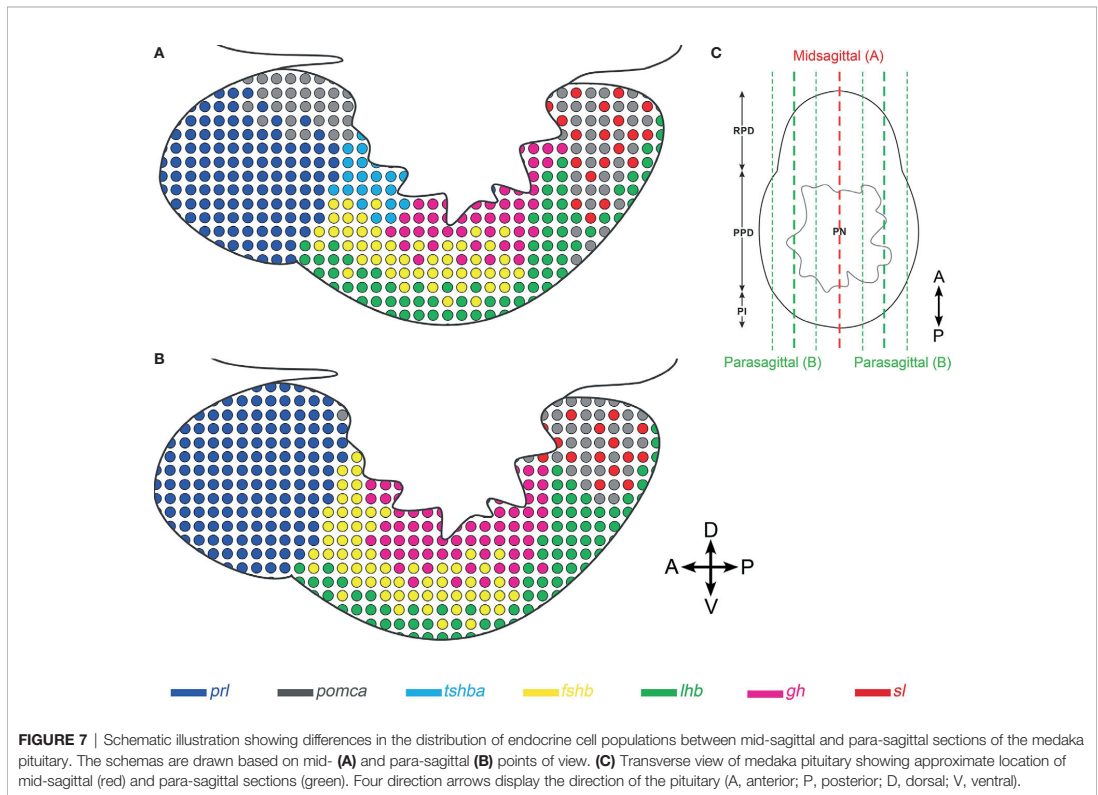 A
C
Midsagittal (A)
RPD
PPD
PN
PI
A
P
Parasagittal (B) Parasagittal (B)
B
D
A P
V
prl pomca tshba fshb lhb gh sl
FIGURE 7 | Schematic illustration showing differences in the distribution of endocrine cell populations between mid-sagittal and para-sagittal sections of the medaka
pituitary. The schemas are drawn based on mid- (A) and para-sagittal (B) points of view. (C) Transverse view of medaka pituitary showing approximate location of
mid-sagittal (red) and para-sagittal sections (green). Four direction arrows display the direction of the pituitary (A, anterior; P, posterior; D, dorsal; V, ventral).